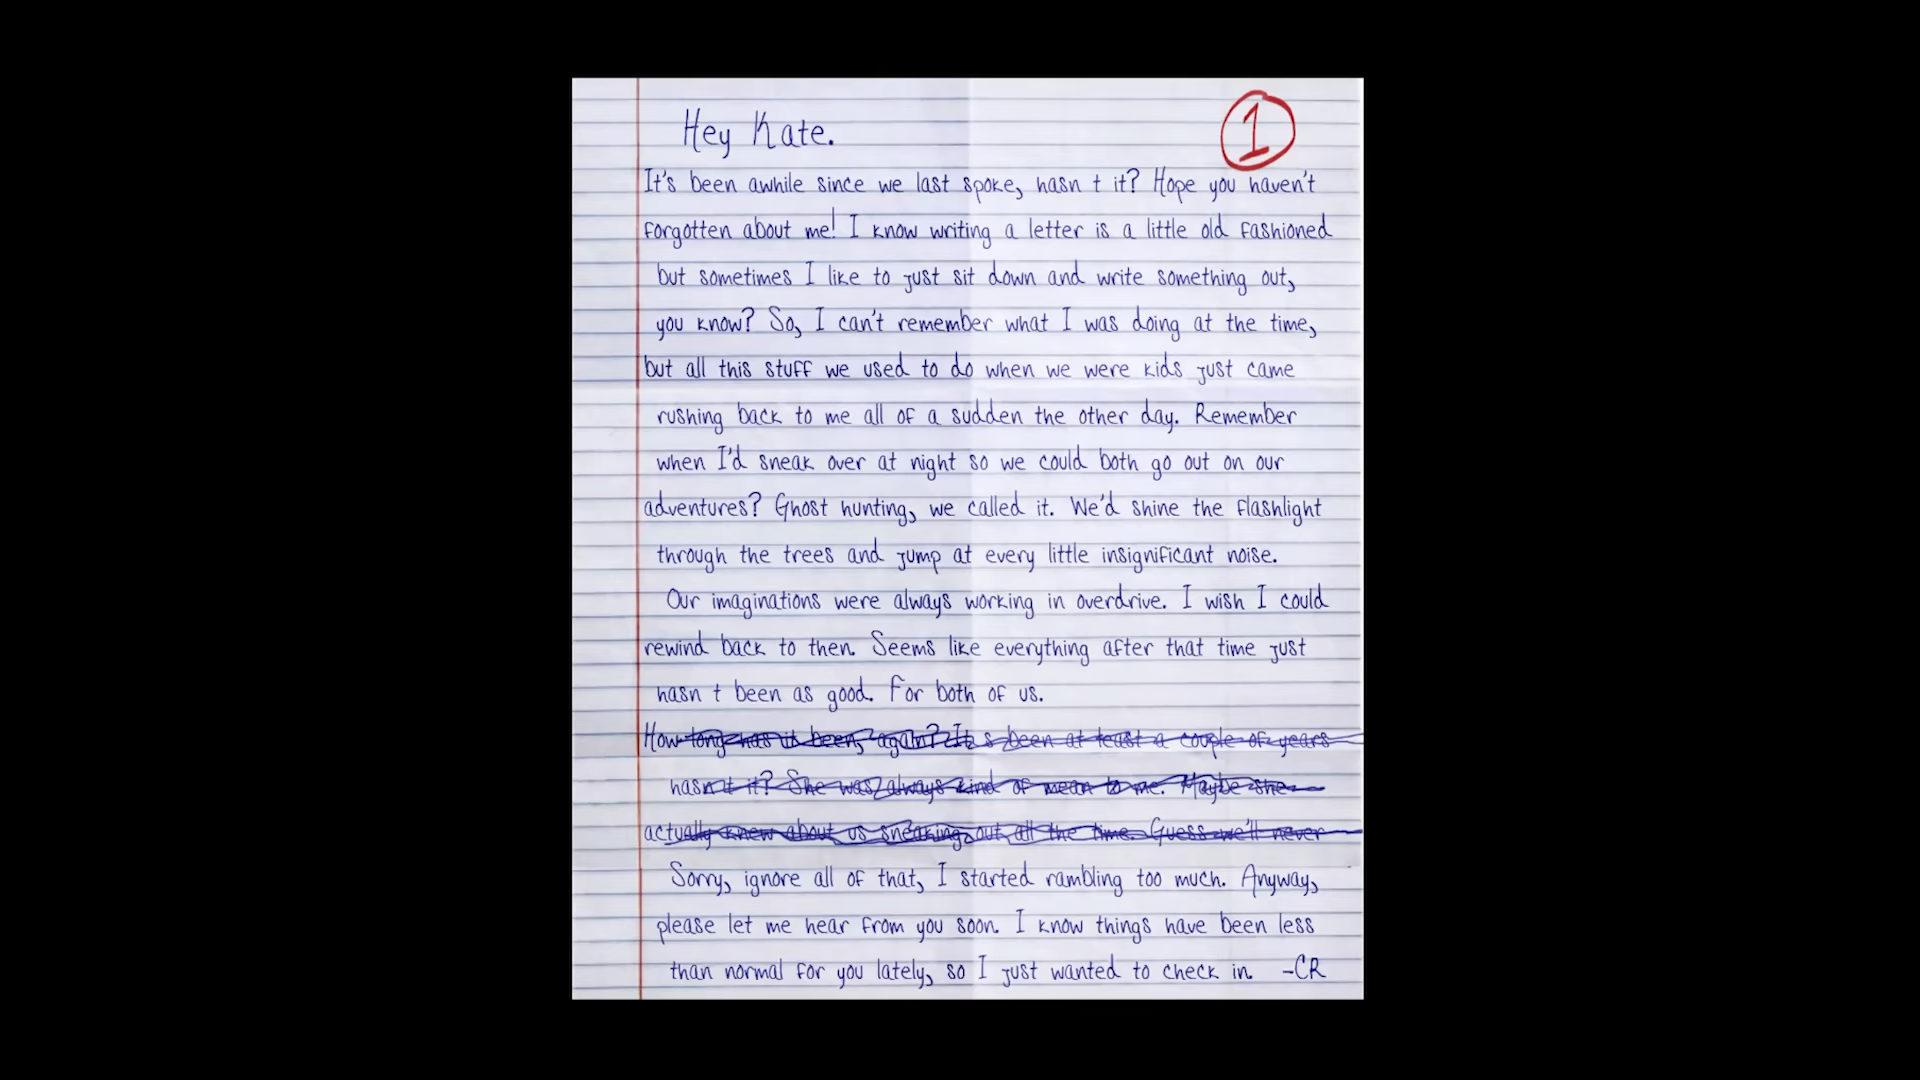 Hey Kate.
1
It's been awhile since we last spoke, hasn t it? Hope you haven't
forgotten about me! I know writing a letter is a little old fashioned
but sometimes I like to just sit down and write something out,
you know? So, I can't remember what I was doing at the time,
but all this stuff we used to do when we were kids just came
rushing back to me all of a sudden the other day. Remember
when I'd sneak over at night so we could both go out on our
adventures? Ghost hunting, we called it. We'd shine the flashlight
through the trees and jump at every little insignificant noise.
Our imaginations were always working in overdrive. I wish I could
rewind back to then. Seems like everything after that time just
hasn t been as good. For both of us.
How long has it been, again? It s been at least a couple of years
hasn t it? She was always kind of mean to me. Maybe she
actually knew about us sneaking out all the time. Guess we'll never
Sorry, ignore all of that, I started rambling too much. Anyway,
please let me hear from you soon. I know things have been less
than normal for you lately, so I just wanted to check in. -CR